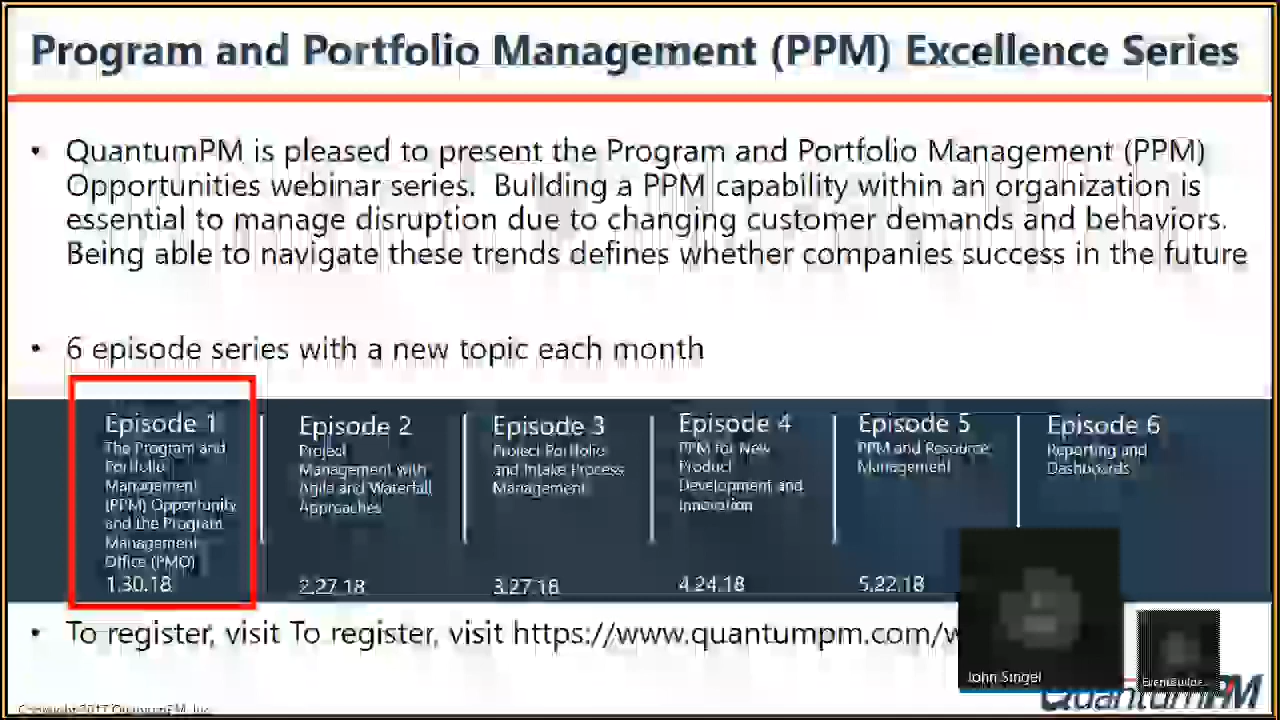 Program and Portfolio Management (PPM) Excellence Series
• QuantumPM is pleased to present the Program and Portfolio Management (PPM)
Opportunities webinar series. Building a PPM capability within an organization is
essential to manage disruption due to changing customer demands and behaviors.
Being able to navigate these trends defines whether companies success in the future
• 6 episode series with a new topic each month
Episode 1
The Program and
Portfolio
Management
(PPM) Opportunity
and the Program
Management
Office (PMO)
1.30.18
Episode 2
Project
Management with
Agile and Waterfall
Approaches
2.27.18
Episode 3
Project Portfolio
and Intake Process
Management
3.27.18
Episode 4
PPM for New
Product
Development and
Innovation
4.24.18
Episode 5
PPM and Resource
Management
5.22.18
Episode 6
Reporting and
Dashboards
• To register, visit To register, visit https://www.quantumpm.com/w
John Singel
EventBuilde...
Copyright 2017 QuantumPM, Inc.
QuantumPM